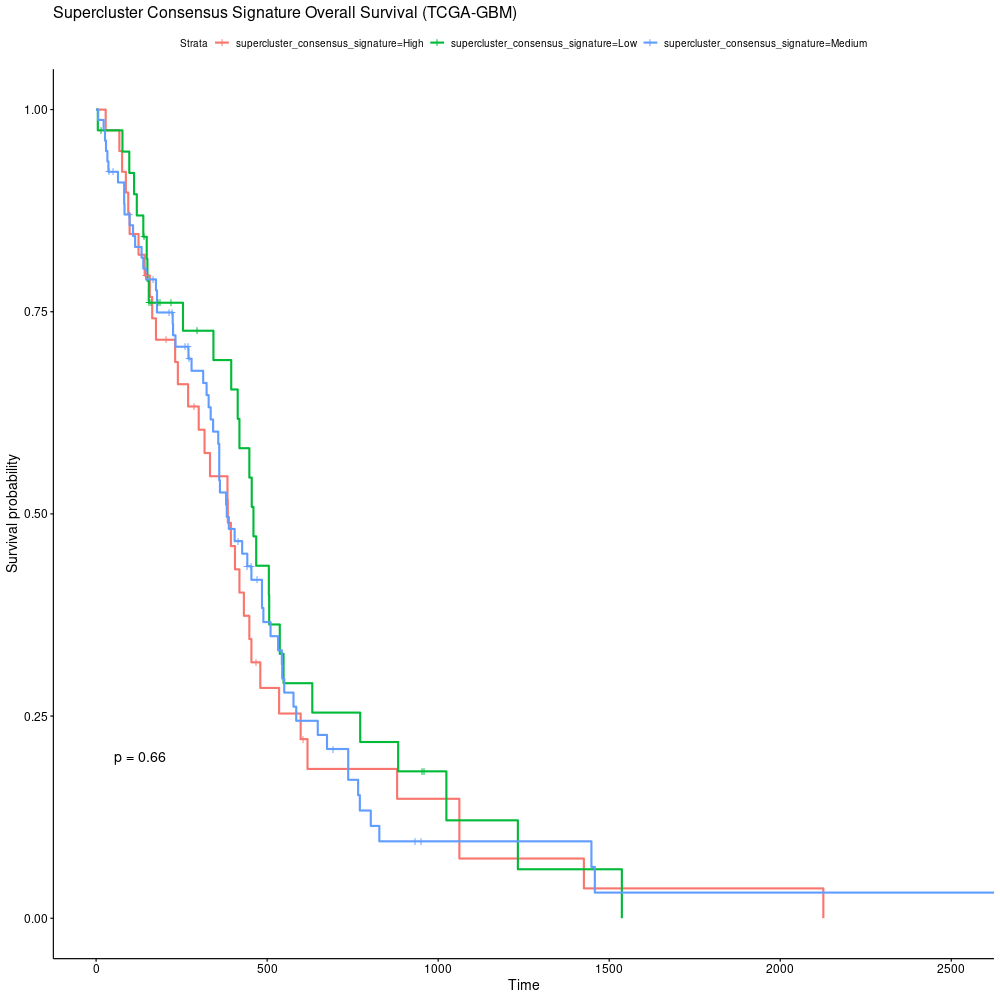 Supercluster Consensus Signature Overall Survival (TCGA-GBM)
Strata supercluster_consensus_signature=High supercluster_consensus_signature=Low supercluster_consensus_signature=Medium
1.00
0.75
0.50
0.25
0.00
Survival probability
p = 0.66
0 500 1000 1500 2000 2500
Time